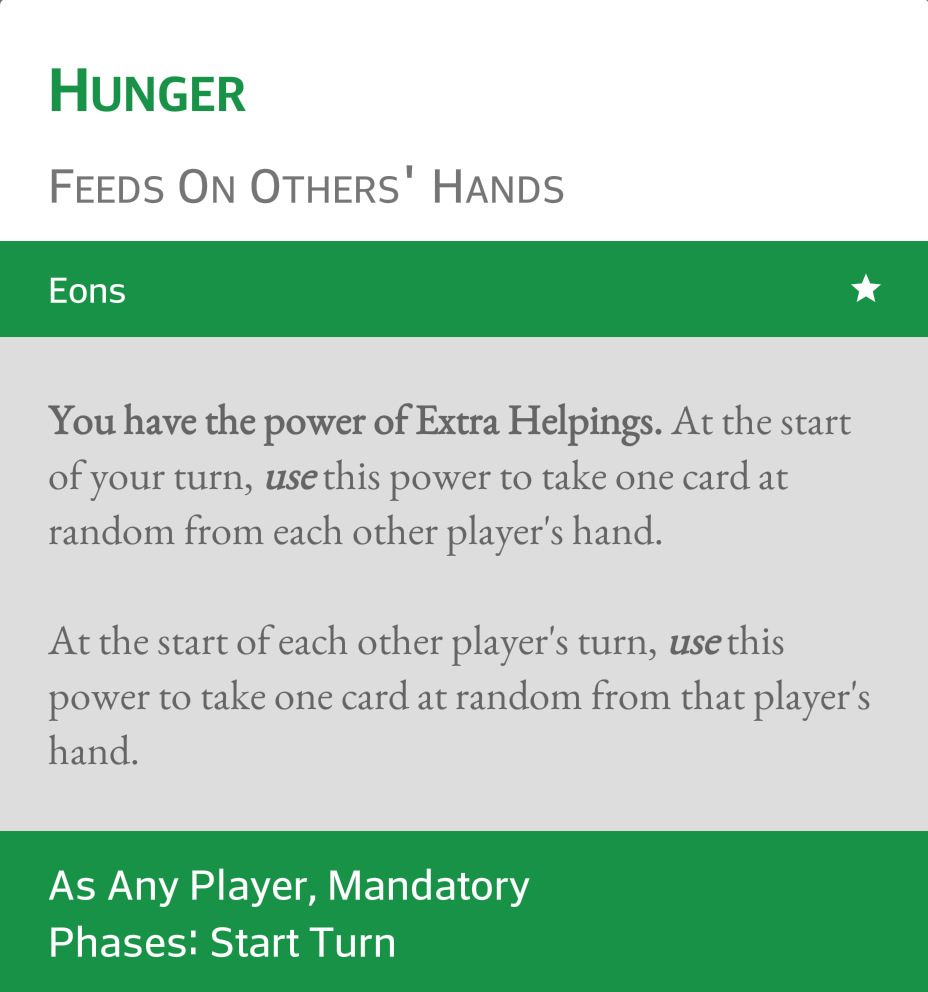 Hunger
Feeds On Others' Hands
Eons
You have the power of Extra Helpings. At the start
of your turn, use this power to take one card at
random from each other player's hand.
At the start of each other player's turn, use this
power to take one card at random from that player's
hand.
As Any Player, Mandatory
Phases: Start Turn